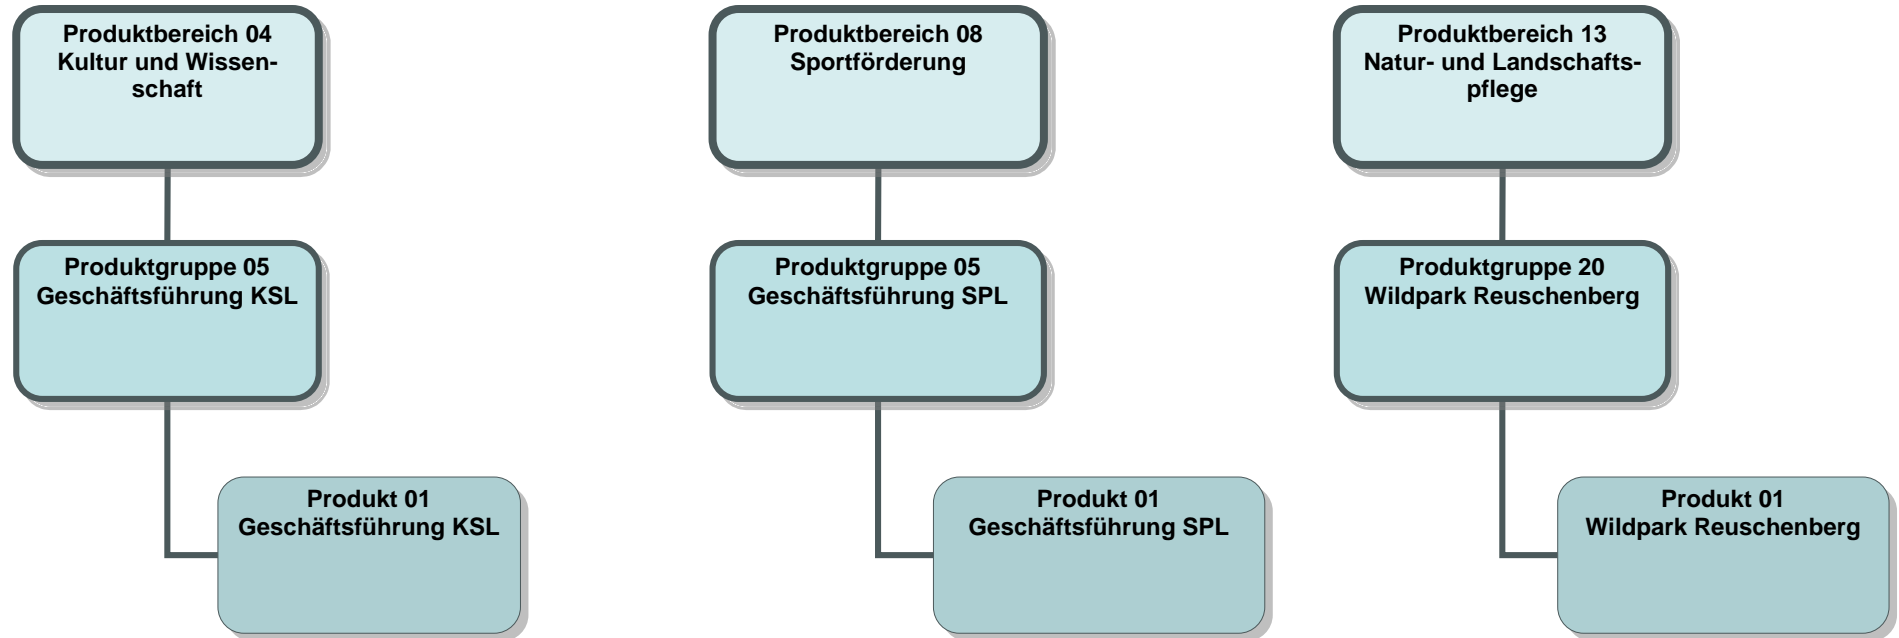 Produktbereich 04
Kultur und Wissen-
schaft
Produktbereich 08
Sportförderung
Produktbereich 13
Natur- und Landschafts-
pflege
Produktgruppe 05
Geschäftsführung KSL
Produktgruppe 05
Geschäftsführung SPL
Produktgruppe 20
Wildpark Reuschenberg
Produkt 01
Geschäftsführung KSL
Produkt 01
Geschäftsführung SPL
Produkt 01
Wildpark Reuschenberg